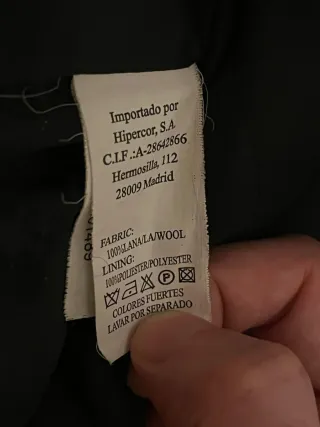 Importado por
Hipercor, S.A
C.I.F .:A-28642866
Hermosilla, 112
28009 Madrid
FABRIC:
100%LANA/LA/WOOL
LINING:
100%POLIESTER/POLYESTER
P
COLORES FUERTES
LAVAR POR SEPARADO